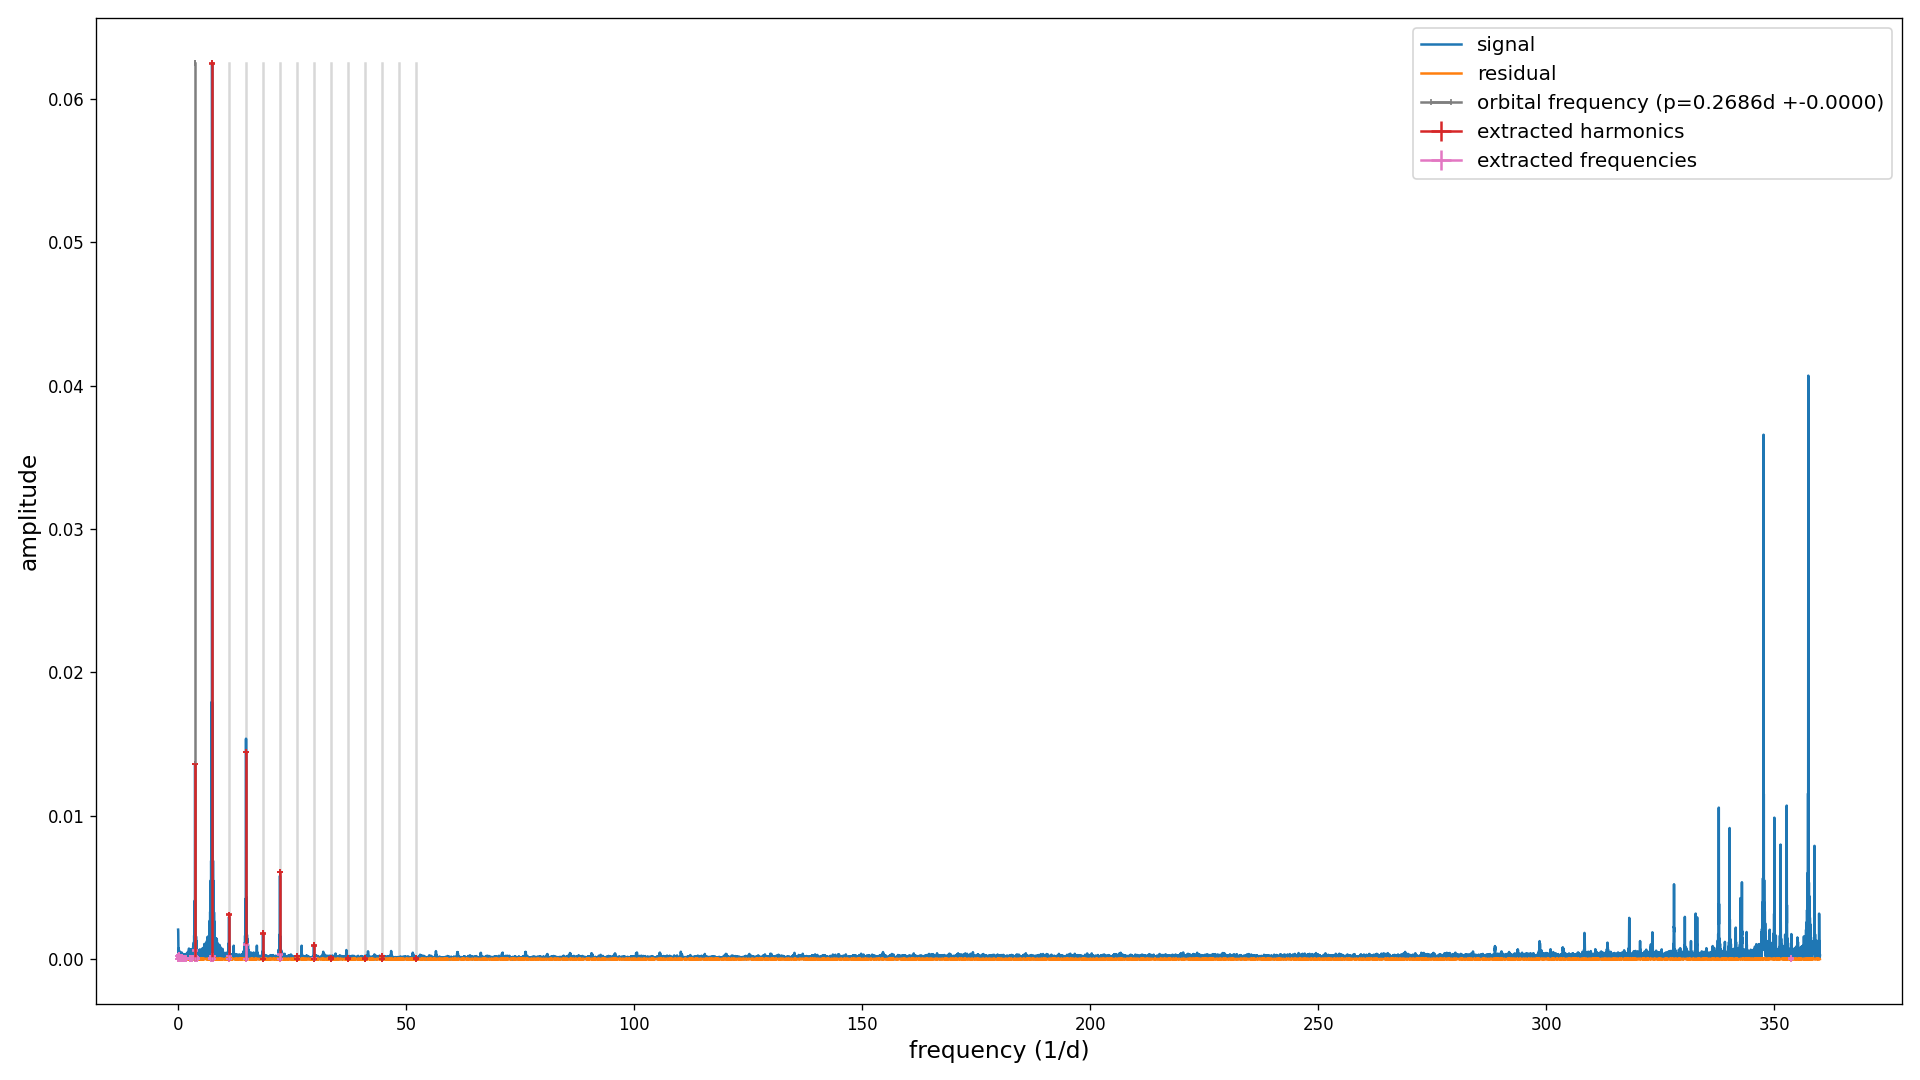 signal
residual
orbital frequency (p=0.2686d +-0.0000)
extracted harmonics
extracted frequencies
amplitude
0.06
0.05
0.04
0.03
0.02
0.01
0.00
0 50 100 150 200 250 300 350
frequency (1/d)